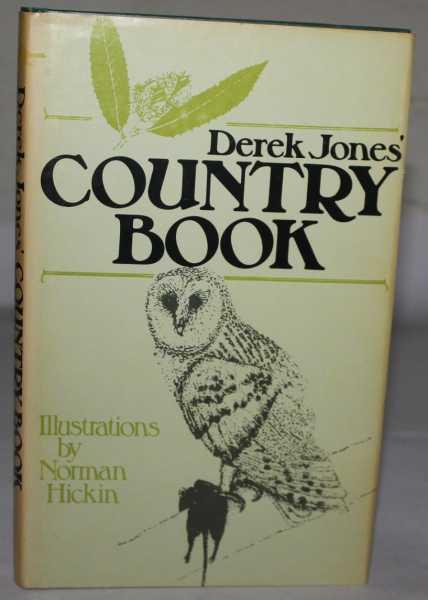 Derek Jones'
COUNTRY
BOOK
Illustrations
by
Norman
Hickin
Derek Jones' COUNTRY BOOK